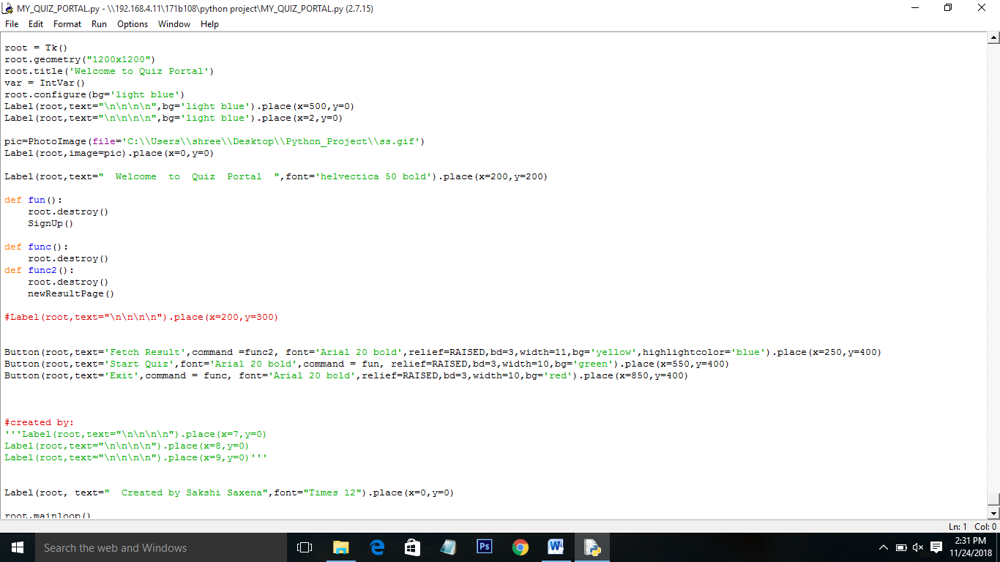 MY_QUIZ_PORTAL.py - \\192.168.4.11\171b108\python project\MY_QUIZ_PORTAL.py (2.7.15)
File Edit Format Run Options Window Help
root = Tk()
root.geometry("1200x1200")
root.title('Welcome to Quiz Portal')
var = IntVar()
root.configure(bg='light blue')
Label(root,text="\n\n\n\n",bg='light blue').place(x=500,y=0)
Label(root,text="\n\n\n\n",bg='light blue').place(x=2,y=0)
pic=PhotoImage(file='C:\\Users\\shree\\Desktop\\Python_Project\\ss.gif')
Label(root,image=pic).place(x=0,y=0)
Label(root,text="  Welcome  to  Quiz  Portal  ",font='helvectica 50 bold').place(x=200,y=200)
def fun():
    root.destroy()
    SignUp()
def func():
    root.destroy()
def func2():
    root.destroy()
    newResultPage()
#Label(root,text="\n\n\n\n").place(x=200,y=300)
Button(root,text='Fetch Result',command =func2, font='Arial 20 bold',relief=RAISED,bd=3,width=11,bg='yellow',highlightcolor='blue').place(x=250,y=400)
Button(root,text='Start Quiz',font='Arial 20 bold',command = fun, relief=RAISED,bd=3,width=10,bg='green').place(x=550,y=400)
Button(root,text='Exit',command = func, font='Arial 20 bold',relief=RAISED,bd=3,width=10,bg='red').place(x=850,y=400)
#created by:
'''Label(root,text="\n\n\n\n").place(x=7,y=0)
Label(root,text="\n\n\n\n").place(x=8,y=0)
Label(root,text="\n\n\n\n").place(x=9,y=0)'''
Label(root, text="  Created by Sakshi Saxena",font="Times 12").place(x=0,y=0)
root.mainloop()
Ln: 1 Col: 0
Search the web and Windows
Ps
W
2:31 PM
11/24/2018